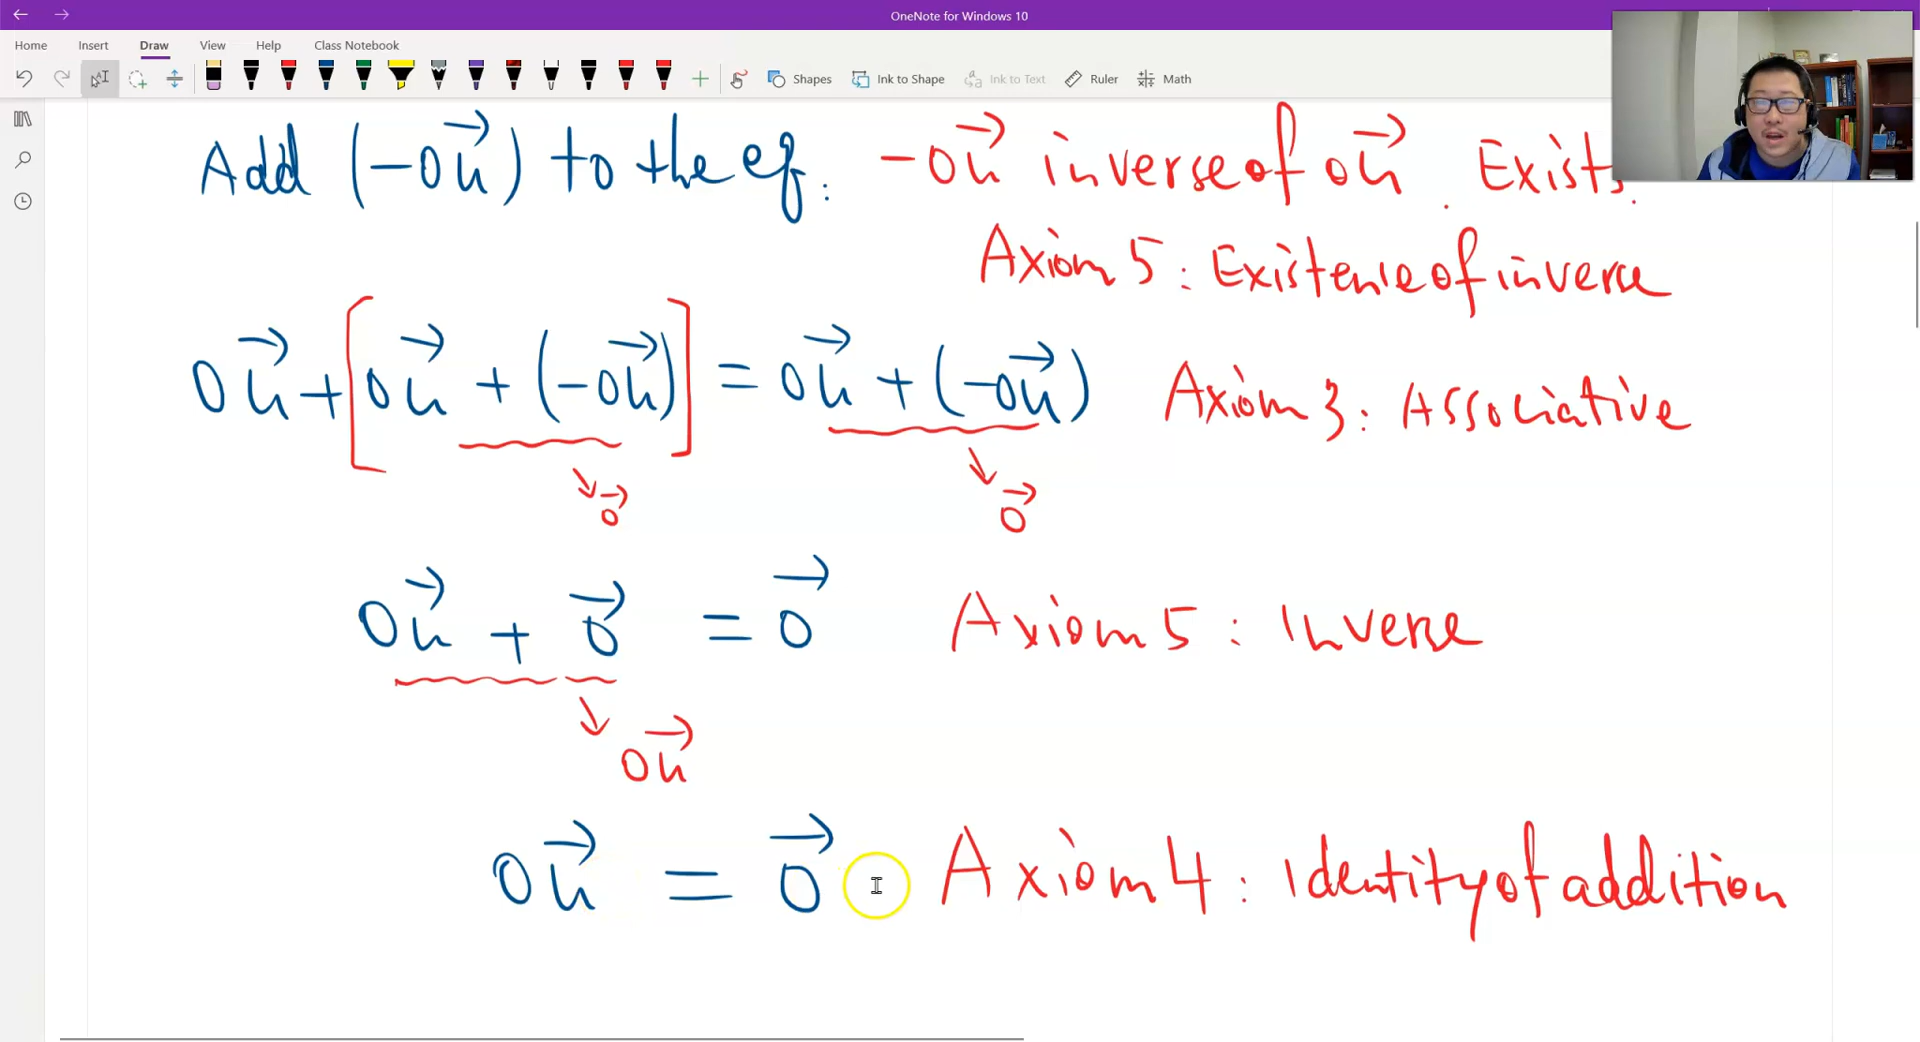 OneNote for Windows 10
Home Insert Draw View Help Class Notebook
Shapes Ink to Shape Ink to Text Ruler Math
Add (-0u⃗) to the eq. : -0u⃗ inverse of 0u⃗. Exists.
Axiom 5 : Existence of inverse
0u⃗ + [0u⃗ + (-0u⃗)] = 0u⃗ + (-0u⃗) Axiom 3 : Associative
0⃗ 0⃗
0u⃗ + 0⃗ = 0⃗ Axiom 5 : Inverse
0u⃗
0u⃗ = 0⃗ Axiom 4 : Identity of addition